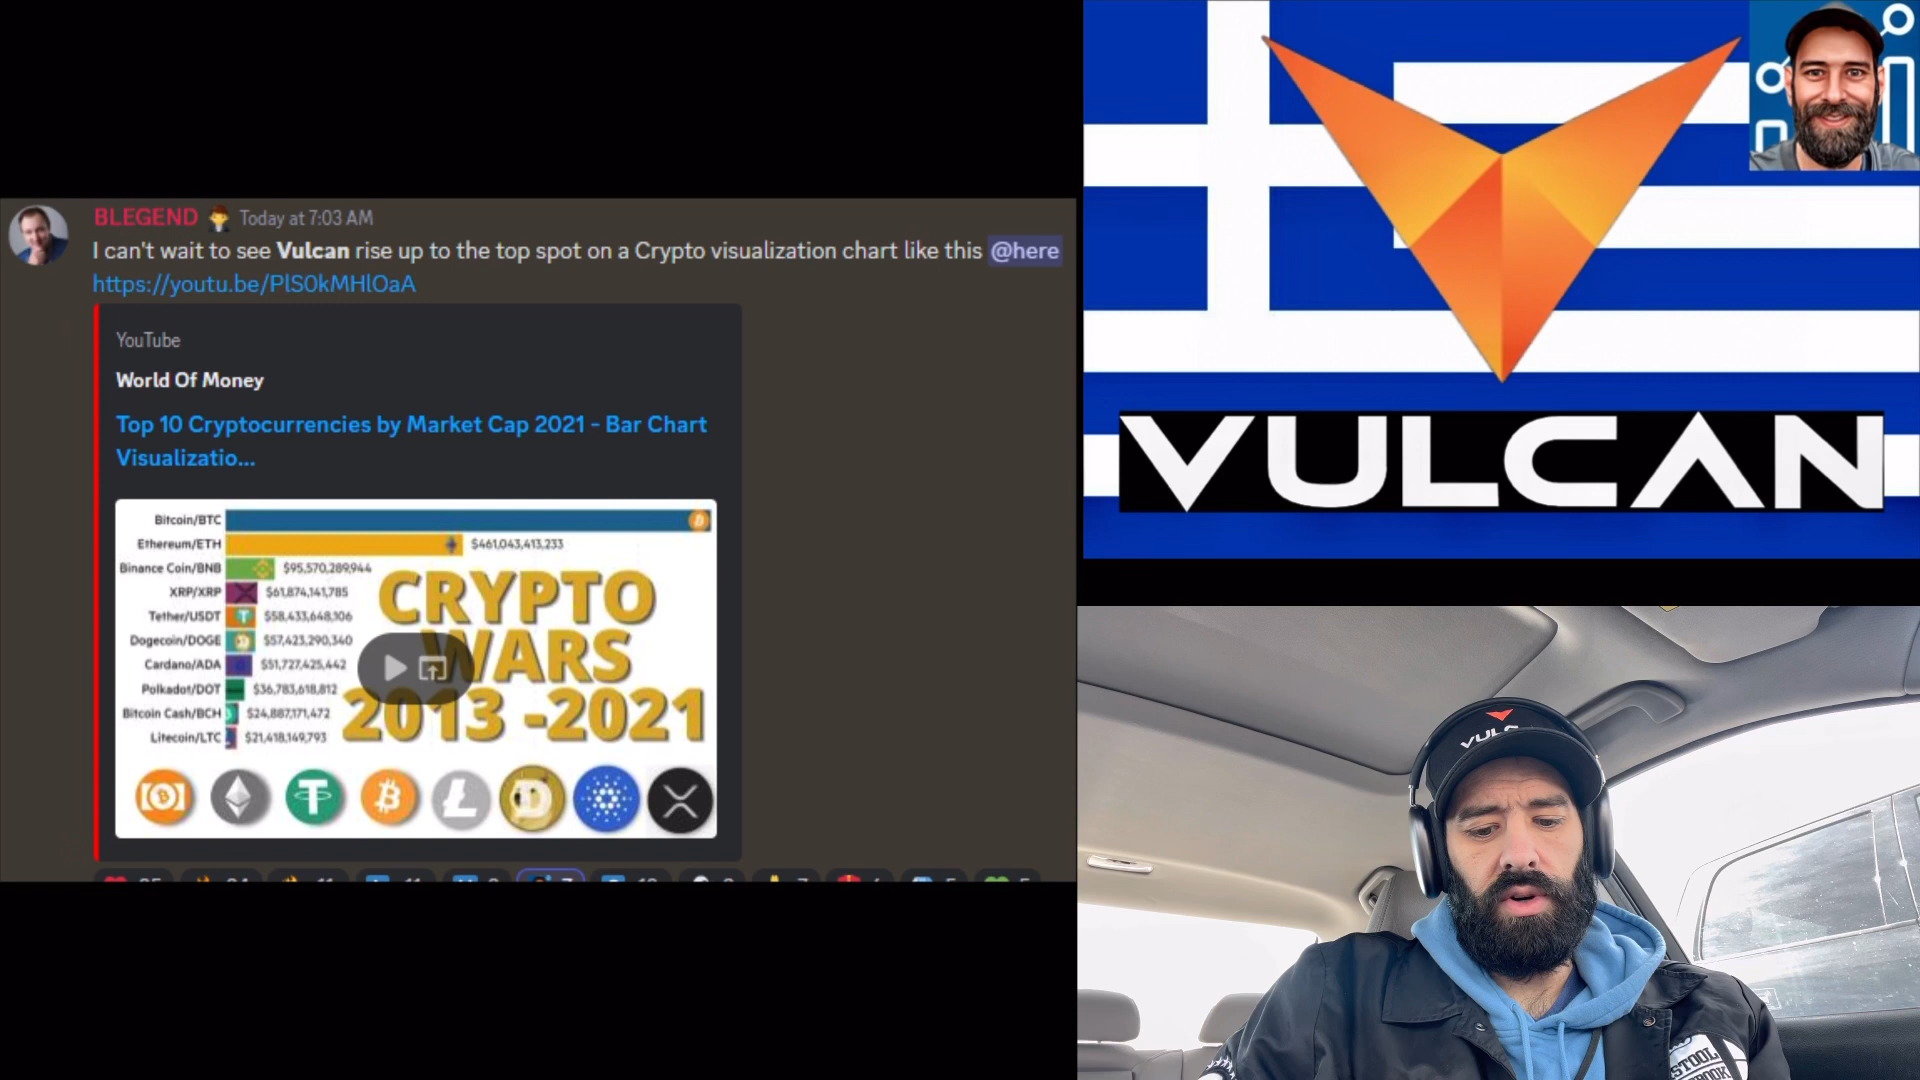 BLEGEND Today at 7:03 AM
I can't wait to see Vulcan rise up to the top spot on a Crypto visualization chart like this @here
https://youtu.be/PlS0kMHlOaA
YouTube
World Of Money
Top 10 Cryptocurrencies by Market Cap 2021 - Bar Chart
Visualizatio...
Bitcoin/BTC
Ethereum/ETH $461,043,413,233
Binance Coin/BNB $95,570,289,944
XRP/XRP $61,874,141,785
Tether/USDT $58,433,648,306
Dogecoin/DOGE $57,423,290,340
Cardano/ADA $51,727,425,442
Polkadot/DOT $36,783,618,812
Bitcoin Cash/BCH $24,887,171,472
Litecoin/LTC $21,418,149,793
CRYPTO
WARS
2013 -2021
VULCAN
VULC
STOOL